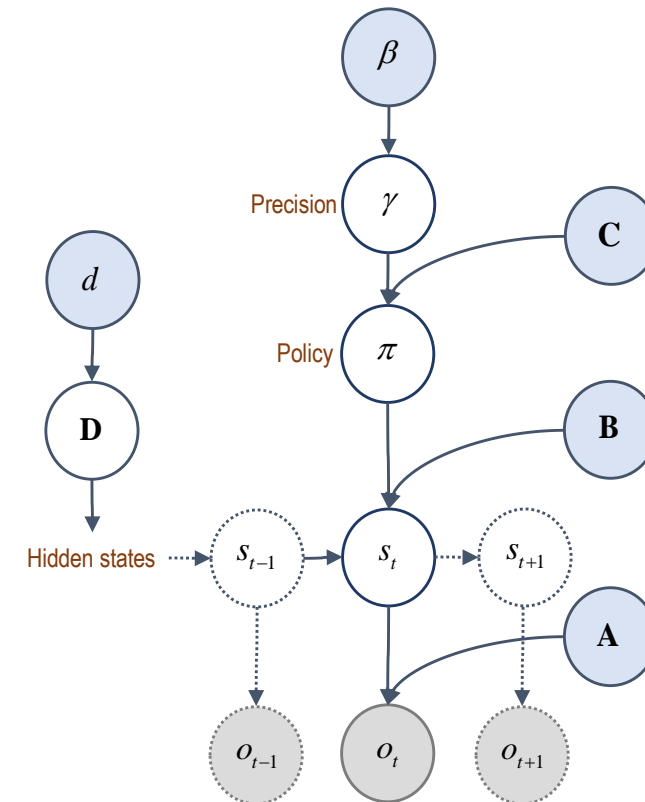 β
Precision
γ
C
d
Policy
π
D
B
Hidden states
s_{t−1}
s_t
s_{t+1}
A
o_{t−1}
o_t
o_{t+1}